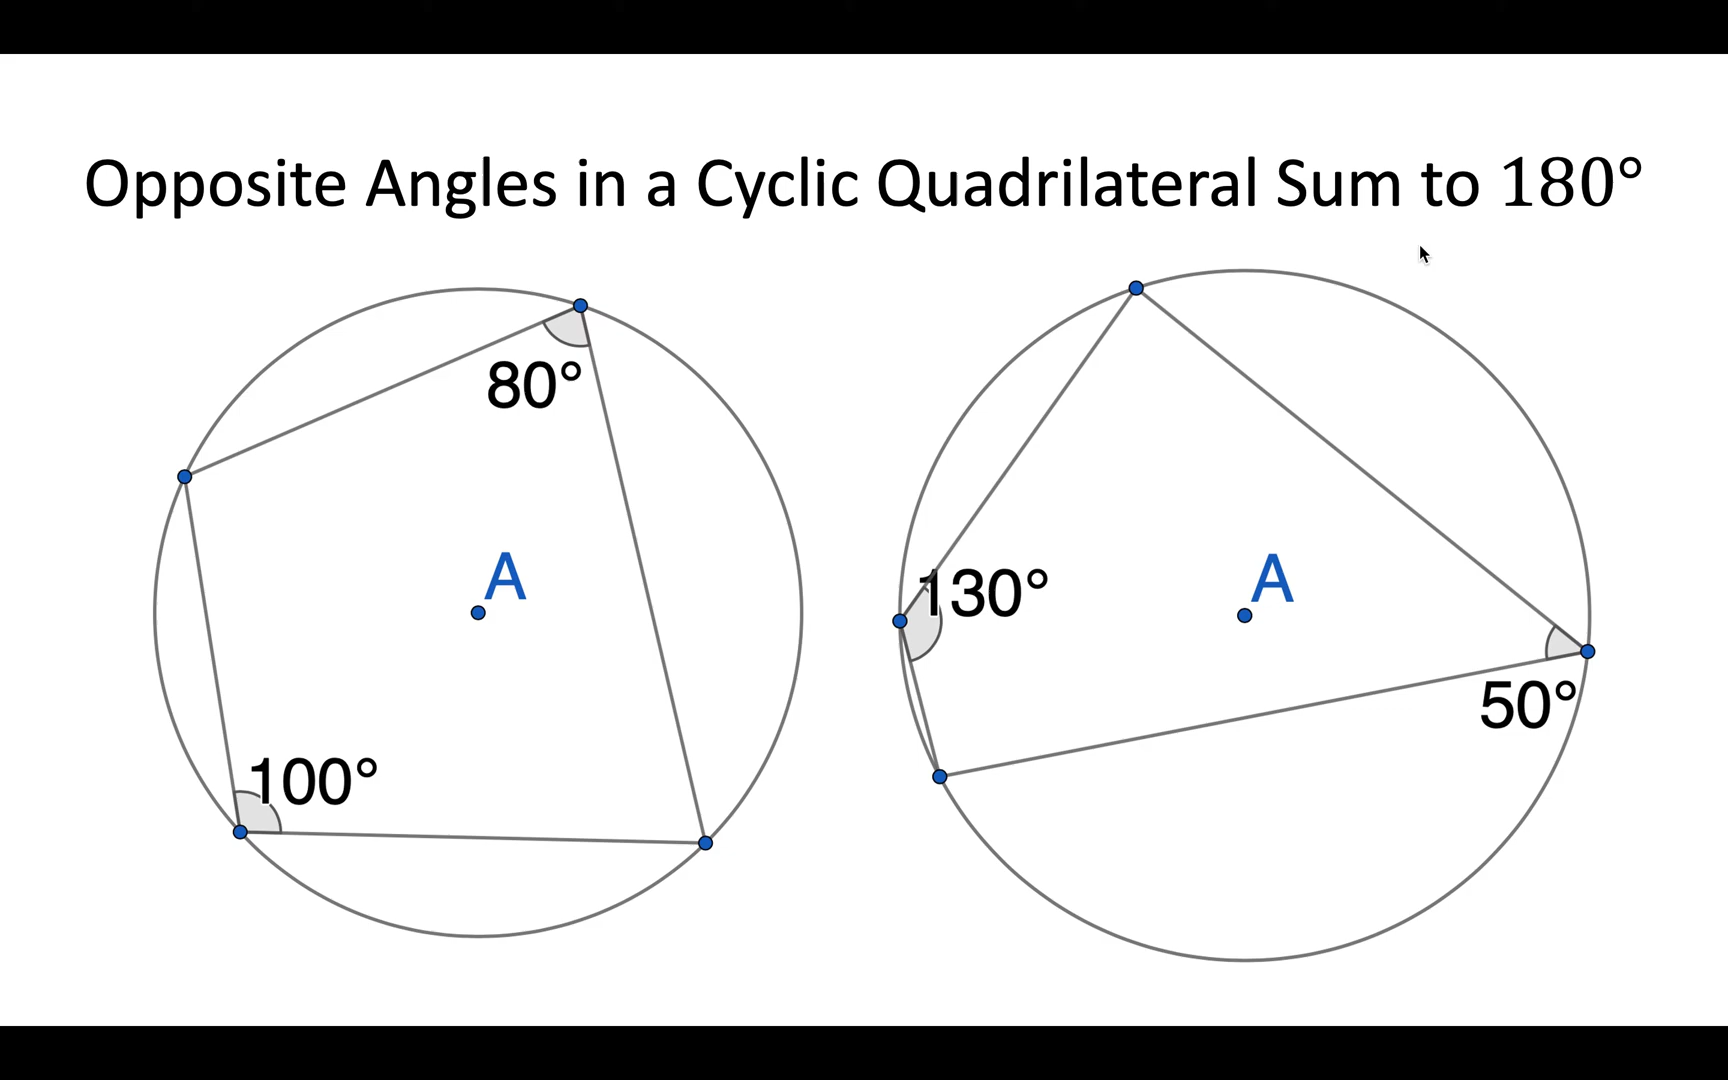 Opposite Angles in a Cyclic Quadrilateral Sum to 180°
80°
A
100°
130°
A
50°